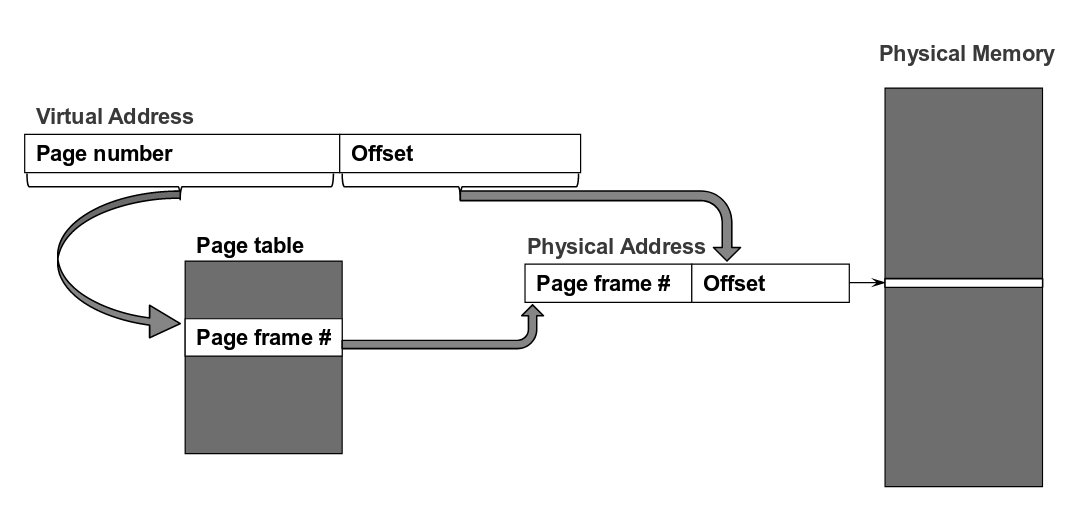 Physical Memory
Virtual Address
Page number
Offset
Page table
Physical Address
Page frame #
Offset
Page frame #